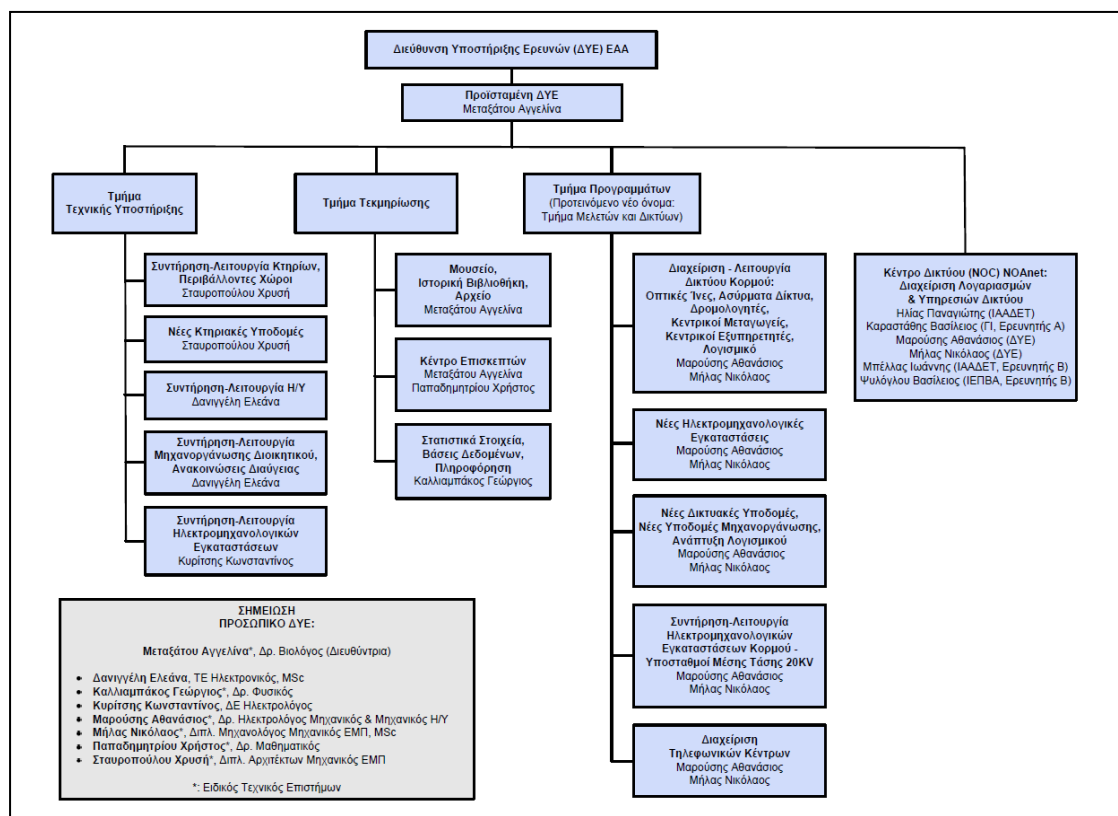 Διεύθυνση Υποστήριξης Ερευνών (ΔΥΕ) ΕΑΑ
Προϊσταμένη ΔΥΕ
Μεταξάτου Αγγελίνα
Τμήμα
Τεχνικής Υποστήριξης
Συντήρηση-Λειτουργία Κτηρίων,
Περιβάλλοντες Χώροι
Σταυροπούλου Χρυσή
Νέες Κτηριακές Υποδομές
Σταυροπούλου Χρυσή
Συντήρηση-Λειτουργία Η/Υ
Δανιγγέλη Ελεάνα
Συντήρηση-Λειτουργία
Μηχανοργάνωσης Διοικητικού,
Ανακοινώσεις Διαύγειας
Δανιγγέλη Ελεάνα
Συντήρηση-Λειτουργία
Ηλεκτρομηχανολογικών
Εγκαταστάσεων
Κυρίτσης Κωνσταντίνος
Τμήμα Τεκμηρίωσης
Μουσείο,
Ιστορική Βιβλιοθήκη,
Αρχείο
Μεταξάτου Αγγελίνα
Κέντρο Επισκεπτών
Μεταξάτου Αγγελίνα
Παπαδημητρίου Χρήστος
Στατιστικά Στοιχεία,
Βάσεις Δεδομένων,
Πληροφόρηση
Καλλιαμπάκος Γεώργιος
Τμήμα Προγραμμάτων
(Προτεινόμενο νέο όνομα:
Τμήμα Μελετών και Δικτύων)
Διαχείριση - Λειτουργία
Δικτύου Κορμού:
Οπτικές Ίνες, Ασύρματα Δίκτυα,
Δρομολογητές,
Κεντρικοί Μεταγωγείς,
Κεντρικοί Εξυπηρετητές,
Λογισμικό
Μαρούσης Αθανάσιος
Μήλας Νικόλαος
Νέες Ηλεκτρομηχανολογικές
Εγκαταστάσεις
Μαρούσης Αθανάσιος
Μήλας Νικόλαος
Νέες Δικτυακές Υποδομές,
Νέες Υποδομές Μηχανοργάνωσης,
Ανάπτυξη Λογισμικού
Μαρούσης Αθανάσιος
Μήλας Νικόλαος
Συντήρηση-Λειτουργία
Ηλεκτρομηχανολογικών
Εγκαταστάσεων Κορμού -
Υποσταθμοί Μέσης Τάσης 20KV
Μαρούσης Αθανάσιος
Μήλας Νικόλαος
Διαχείριση
Τηλεφωνικών Κέντρων
Μαρούσης Αθανάσιος
Μήλας Νικόλαος
Κέντρο Δικτύου (NOC) NOAnet:
Διαχείριση Λογαριασμών
& Υπηρεσιών Δικτύου
Ηλίας Παναγιώτης (ΙΑΑΔΕΤ)
Καραστάθης Βασίλειος (ΓΙ, Ερευνητής Α)
Μαρούσης Αθανάσιος (ΔΥΕ)
Μήλας Νικόλαος (ΔΥΕ)
Μπέλλας Ιωάννης (ΙΑΑΔΕΤ, Ερευνητής Β)
Ψυλόγλου Βασίλειος (ΙΕΠΒΑ, Ερευνητής Β)
ΣΗΜΕΙΩΣΗ
ΠΡΟΣΩΠΙΚΟ ΔΥΕ:
Μεταξάτου Αγγελίνα*, Δρ. Βιολόγος (Διευθύντρια)
Δανιγγέλη Ελεάνα, ΤΕ Ηλεκτρονικός, MSc
Καλλιαμπάκος Γεώργιος*, Δρ. Φυσικός
Κυρίτσης Κωνσταντίνος, ΔΕ Ηλεκτρολόγος
Μαρούσης Αθανάσιος*, Δρ. Ηλεκτρολόγος Μηχανικός & Μηχανικός Η/Υ
Μήλας Νικόλαος*, Διπλ. Μηχανολόγος Μηχανικός ΕΜΠ, MSc
Παπαδημητρίου Χρήστος*, Δρ. Μαθηματικός
Σταυροπούλου Χρυσή*, Διπλ. Αρχιτέκτων Μηχανικός ΕΜΠ
*: Ειδικός Τεχνικός Επιστήμων